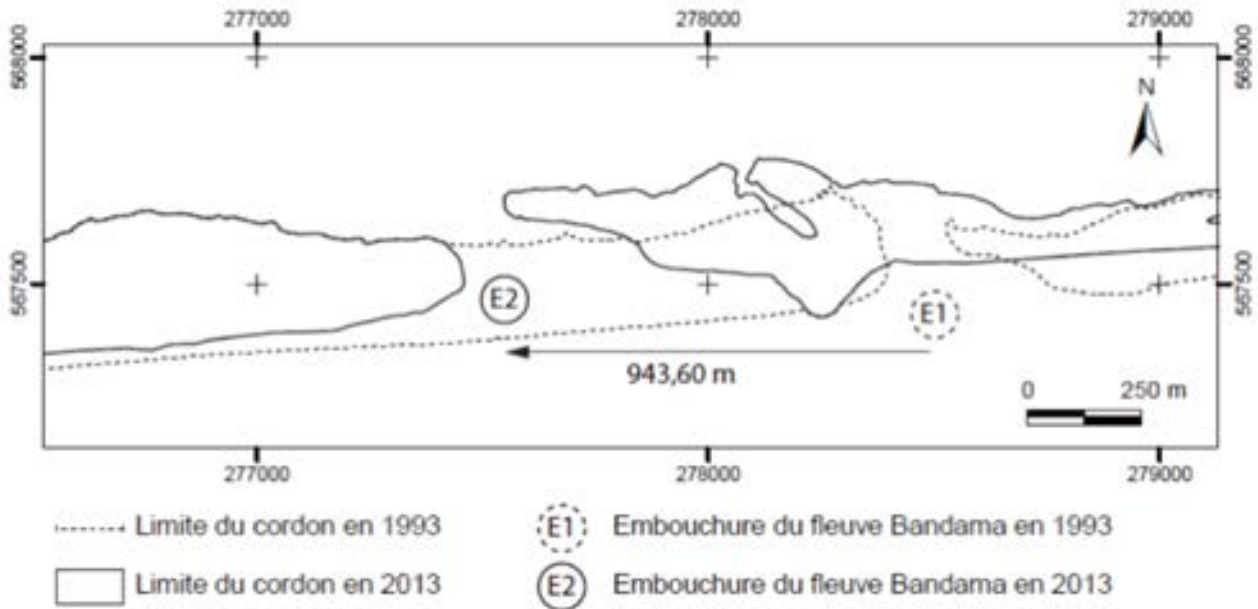 277000 278000 279000
568000 568000
N
E2
E1
567500 567500
943,60 m
0 250 m
277000 278000 279000
Limite du cordon en 1993 E1 Embouchure du fleuve Bandama en 1993
Limite du cordon en 2013 E2 Embouchure du fleuve Bandama en 2013